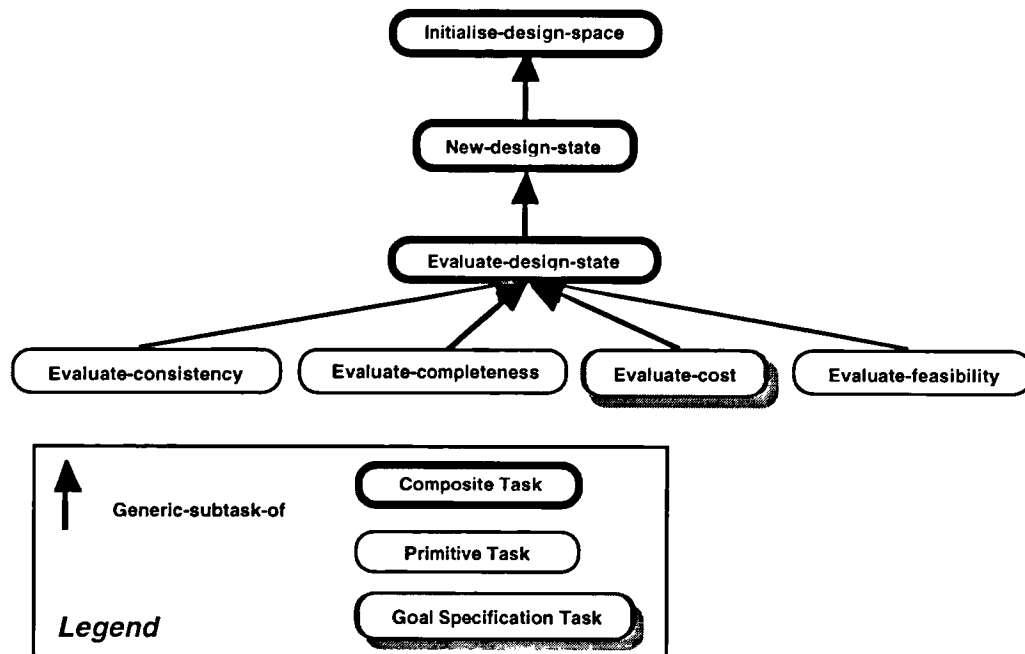 Initialise-design-space
New-design-state
Evaluate-design-state
Evaluate-consistency
Evaluate-completeness
Evaluate-cost
Evaluate-feasibility
Generic-subtask-of
Composite Task
Primitive Task
Goal Specification Task
Legend